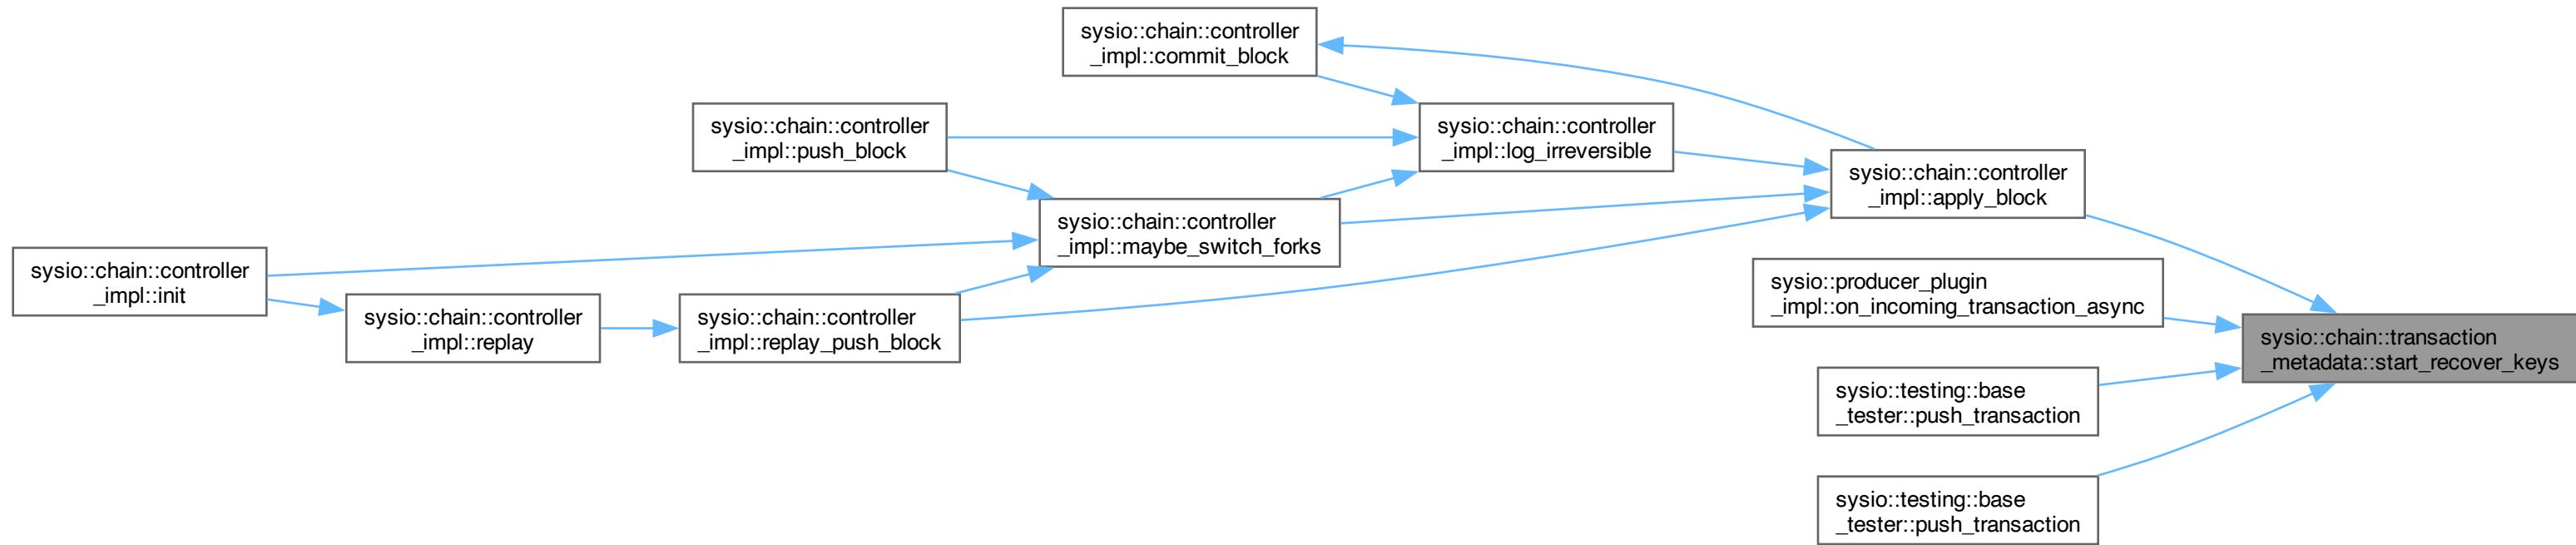 sysio::chain::controller
_impl::commit_block
sysio::chain::controller
_impl::push_block
sysio::chain::controller
_impl::log_irreversible
sysio::chain::controller
_impl::apply_block
sysio::chain::controller
_impl::maybe_switch_forks
sysio::chain::controller
_impl::init
sysio::chain::controller
_impl::replay
sysio::chain::controller
_impl::replay_push_block
sysio::producer_plugin
_impl::on_incoming_transaction_async
sysio::chain::transaction
_metadata::start_recover_keys
sysio::testing::base
_tester::push_transaction
sysio::testing::base
_tester::push_transaction